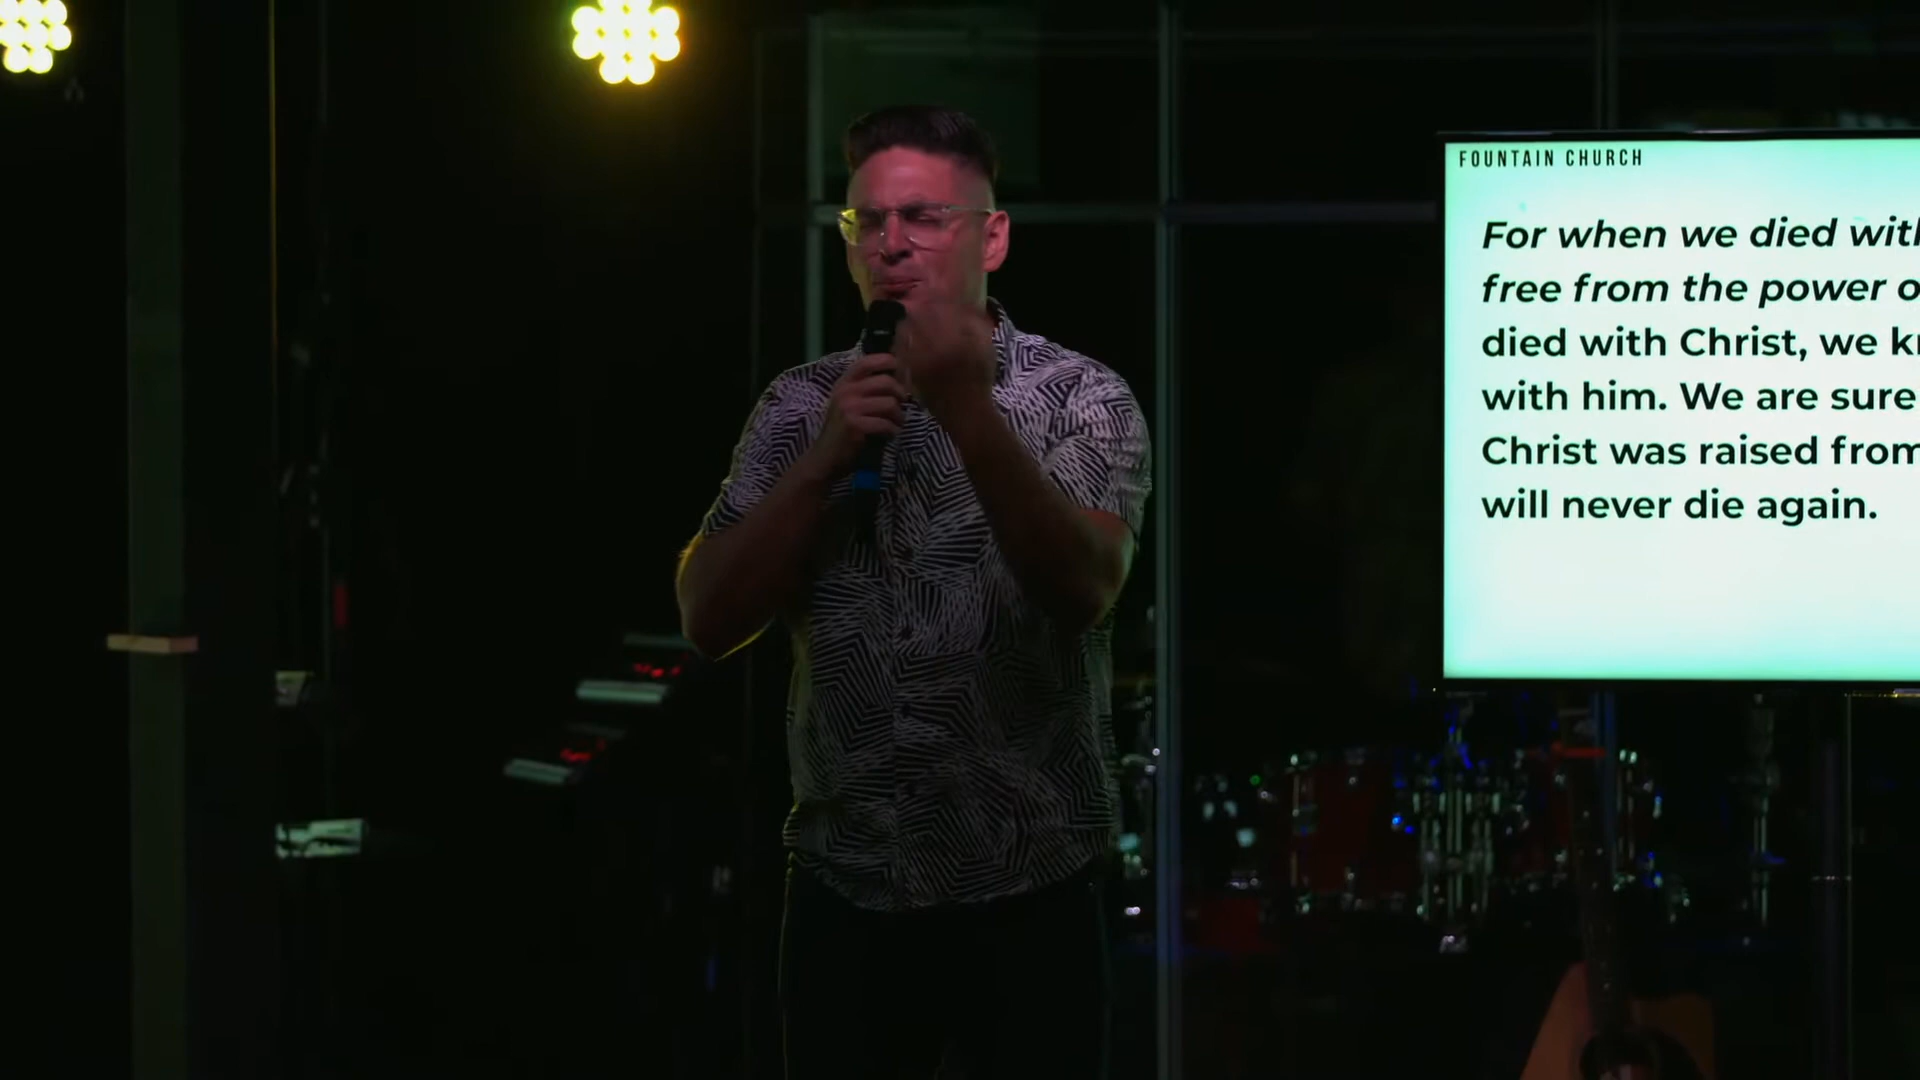 FOUNTAIN CHURCH
For when we died with
free from the power
died with Christ, we
with him. We are sure
Christ was raised from
will never die again.